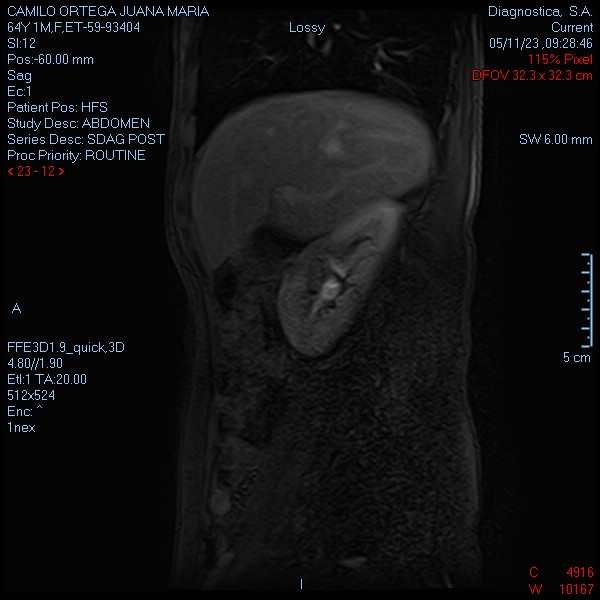 CAMILO ORTEGA JUANA MARIA
64Y 1M,F,ET-59-93404
Sl:12
Pos:-60.00 mm
Sag
Ec:1
Patient Pos: HFS
Study Desc: ABDOMEN
Series Desc: SDAG POST
Proc Priority: ROUTINE
< 23 - 12 >
Lossy
Diagnostica, S.A.
Current
05/11/23 ,09:28:46
115% Pixel
DFOV 32.3 x 32.3 cm
SW 6.00 mm
A
5 cm
FFE3D1.9_quick,3D
4.80//1.90
Etl:1 TA:20.00
512x524
Enc: ^
1nex
I
C 4916
W 10167